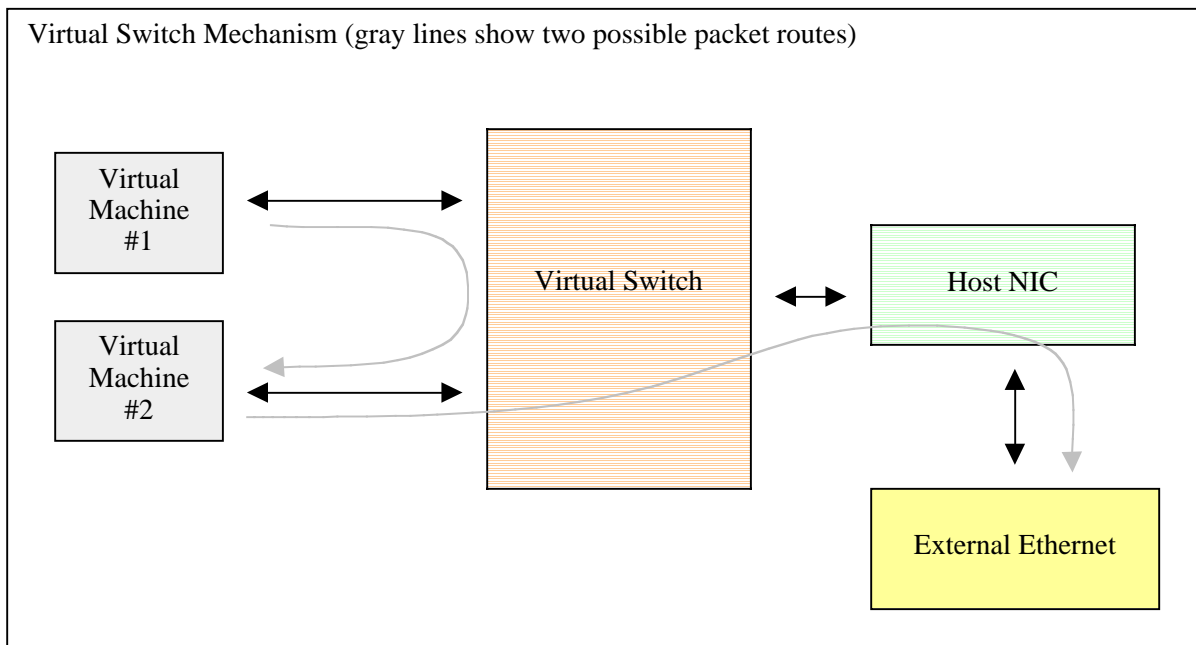 Virtual Switch Mechanism (gray lines show two possible packet routes)
Virtual
Machine
#1
Virtual Switch
Host NIC
Virtual
Machine
#2
External Ethernet